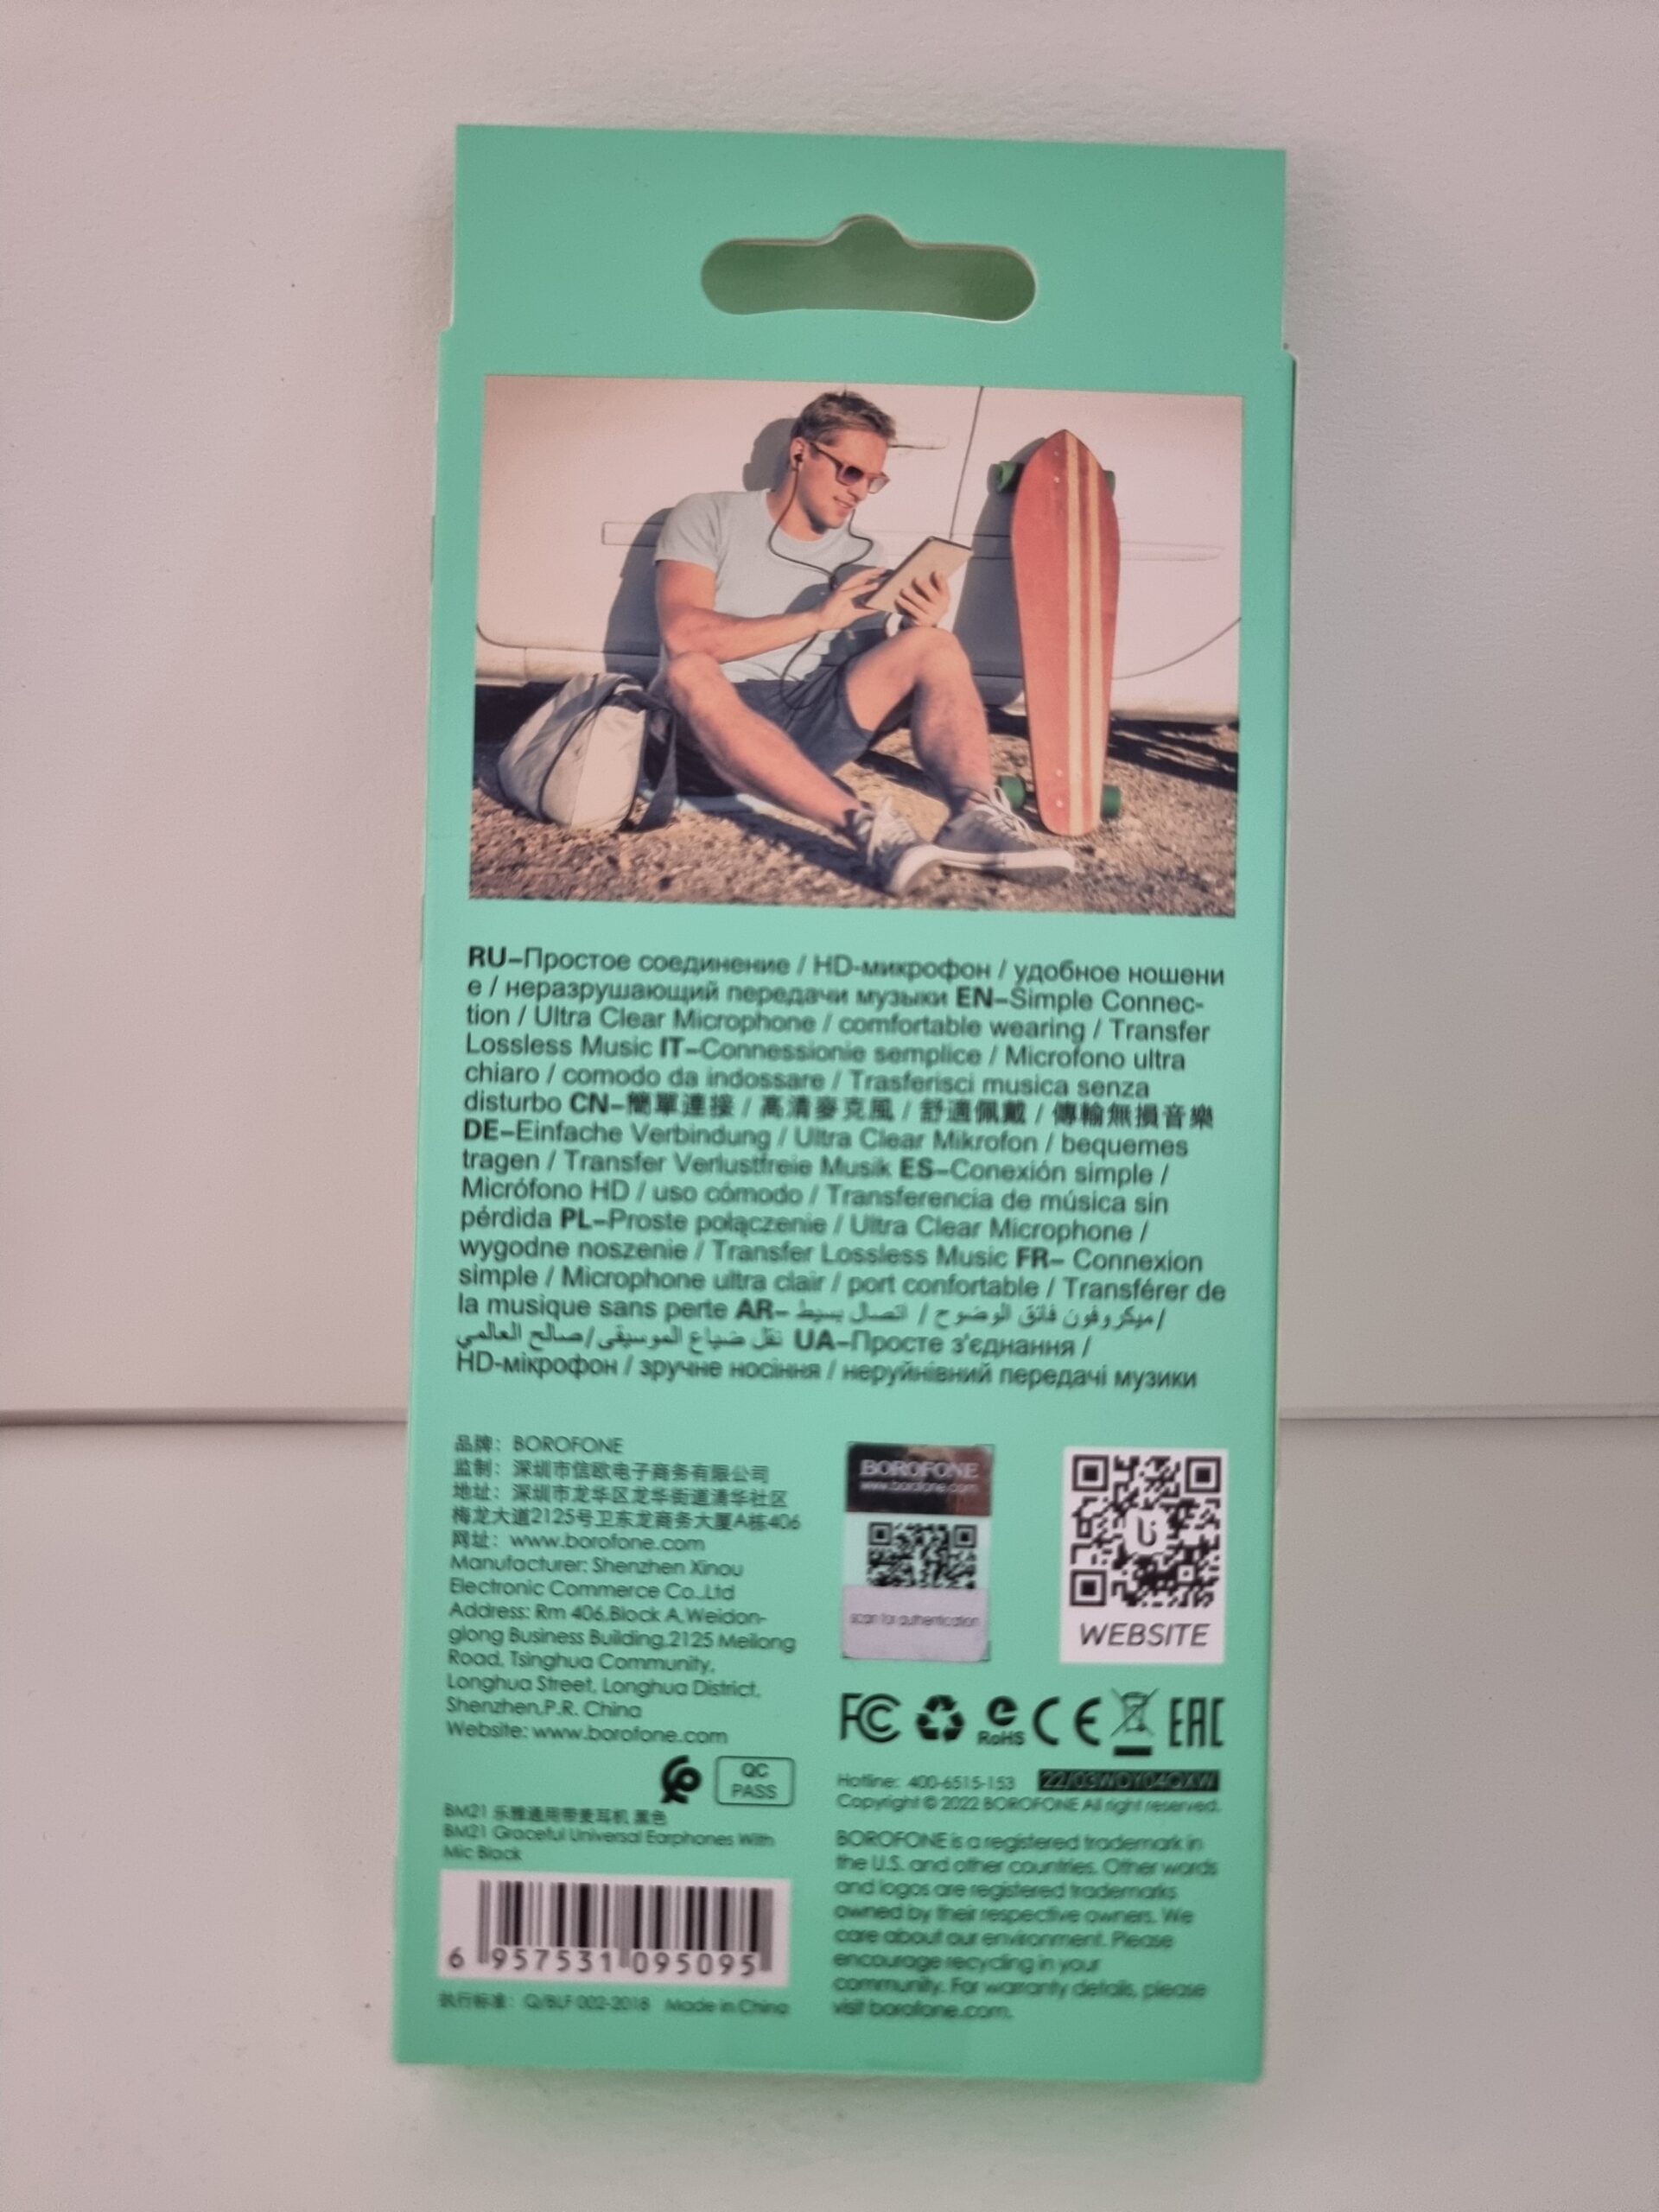 RU–Простое соединение / HD-микрофон / удобное ношени
е / неразрушающий передачи музыки EN–Simple Connec-
tion / Ultra Clear Microphone / comfortable wearing / Transfer
Lossless Music IT–Connessionie semplice / Microfono ultra
chiaro / comodo da indossare / Trasferisci musica senza
disturbo CN–簡單連接 / 高清麥克風 / 舒適佩戴 / 傳輸無損音樂
DE–Einfache Verbindung / Ultra Clear Mikrofon / bequemes
tragen / Transfer Verlustfreie Musik ES–Conexión simple /
Micrófono HD / uso cómodo / Transferencia de música sin
pérdida PL–Proste połączenie / Ultra Clear Microphone /
wygodne noszenie / Transfer Lossless Music FR– Connexion
simple / Microphone ultra clair / port confortable / Transférer de
la musique sans perte AR– اتصال بسيط / ميكروفون فائق الوضوح/
نقل ضياع الموسيقى/صالح العالمي UA–Просте з'єднання /
HD-мікрофон / зручне носіння / неруйнівний передачі музики
品牌：BOROFONE
监制：深圳市信欧电子商务有限公司
地址：深圳市龙华区龙华街道清华社区
梅龙大道2125号卫东龙商务大厦A栋406
网址：www.borofone.com
Manufacturer: Shenzhen Xinou
Electronic Commerce Co.,Ltd
Address: Rm 406,Block A,Weidon-
glong Business Building,2125 Meilong
Road, Tsinghua Community,
Longhua Street, Longhua District,
Shenzhen,P.R. China
Website: www.borofone.com
QC
PASS
BM21 乐雅通用带麦耳机 黑色
BM21 Graceful Universal Earphones With
Mic Black
6 957531 095095
执行标准：Q/BLF 002-2018 Made in China
BOROFONE
www.borofone.com
scan for authentication
WEBSITE
FC RoHS CE EAC
Hotline: 400-6515-153 22/03WDY04QXW
Copyright © 2022 BOROFONE All right reserved.
BOROFONE is a registered trademark in
the U.S. and other countries. Other words
and logos are registered trademarks
owned by their respective owners. We
care about our environment. Please
encourage recycling in your
community. For warranty details, please
visit borofone.com.